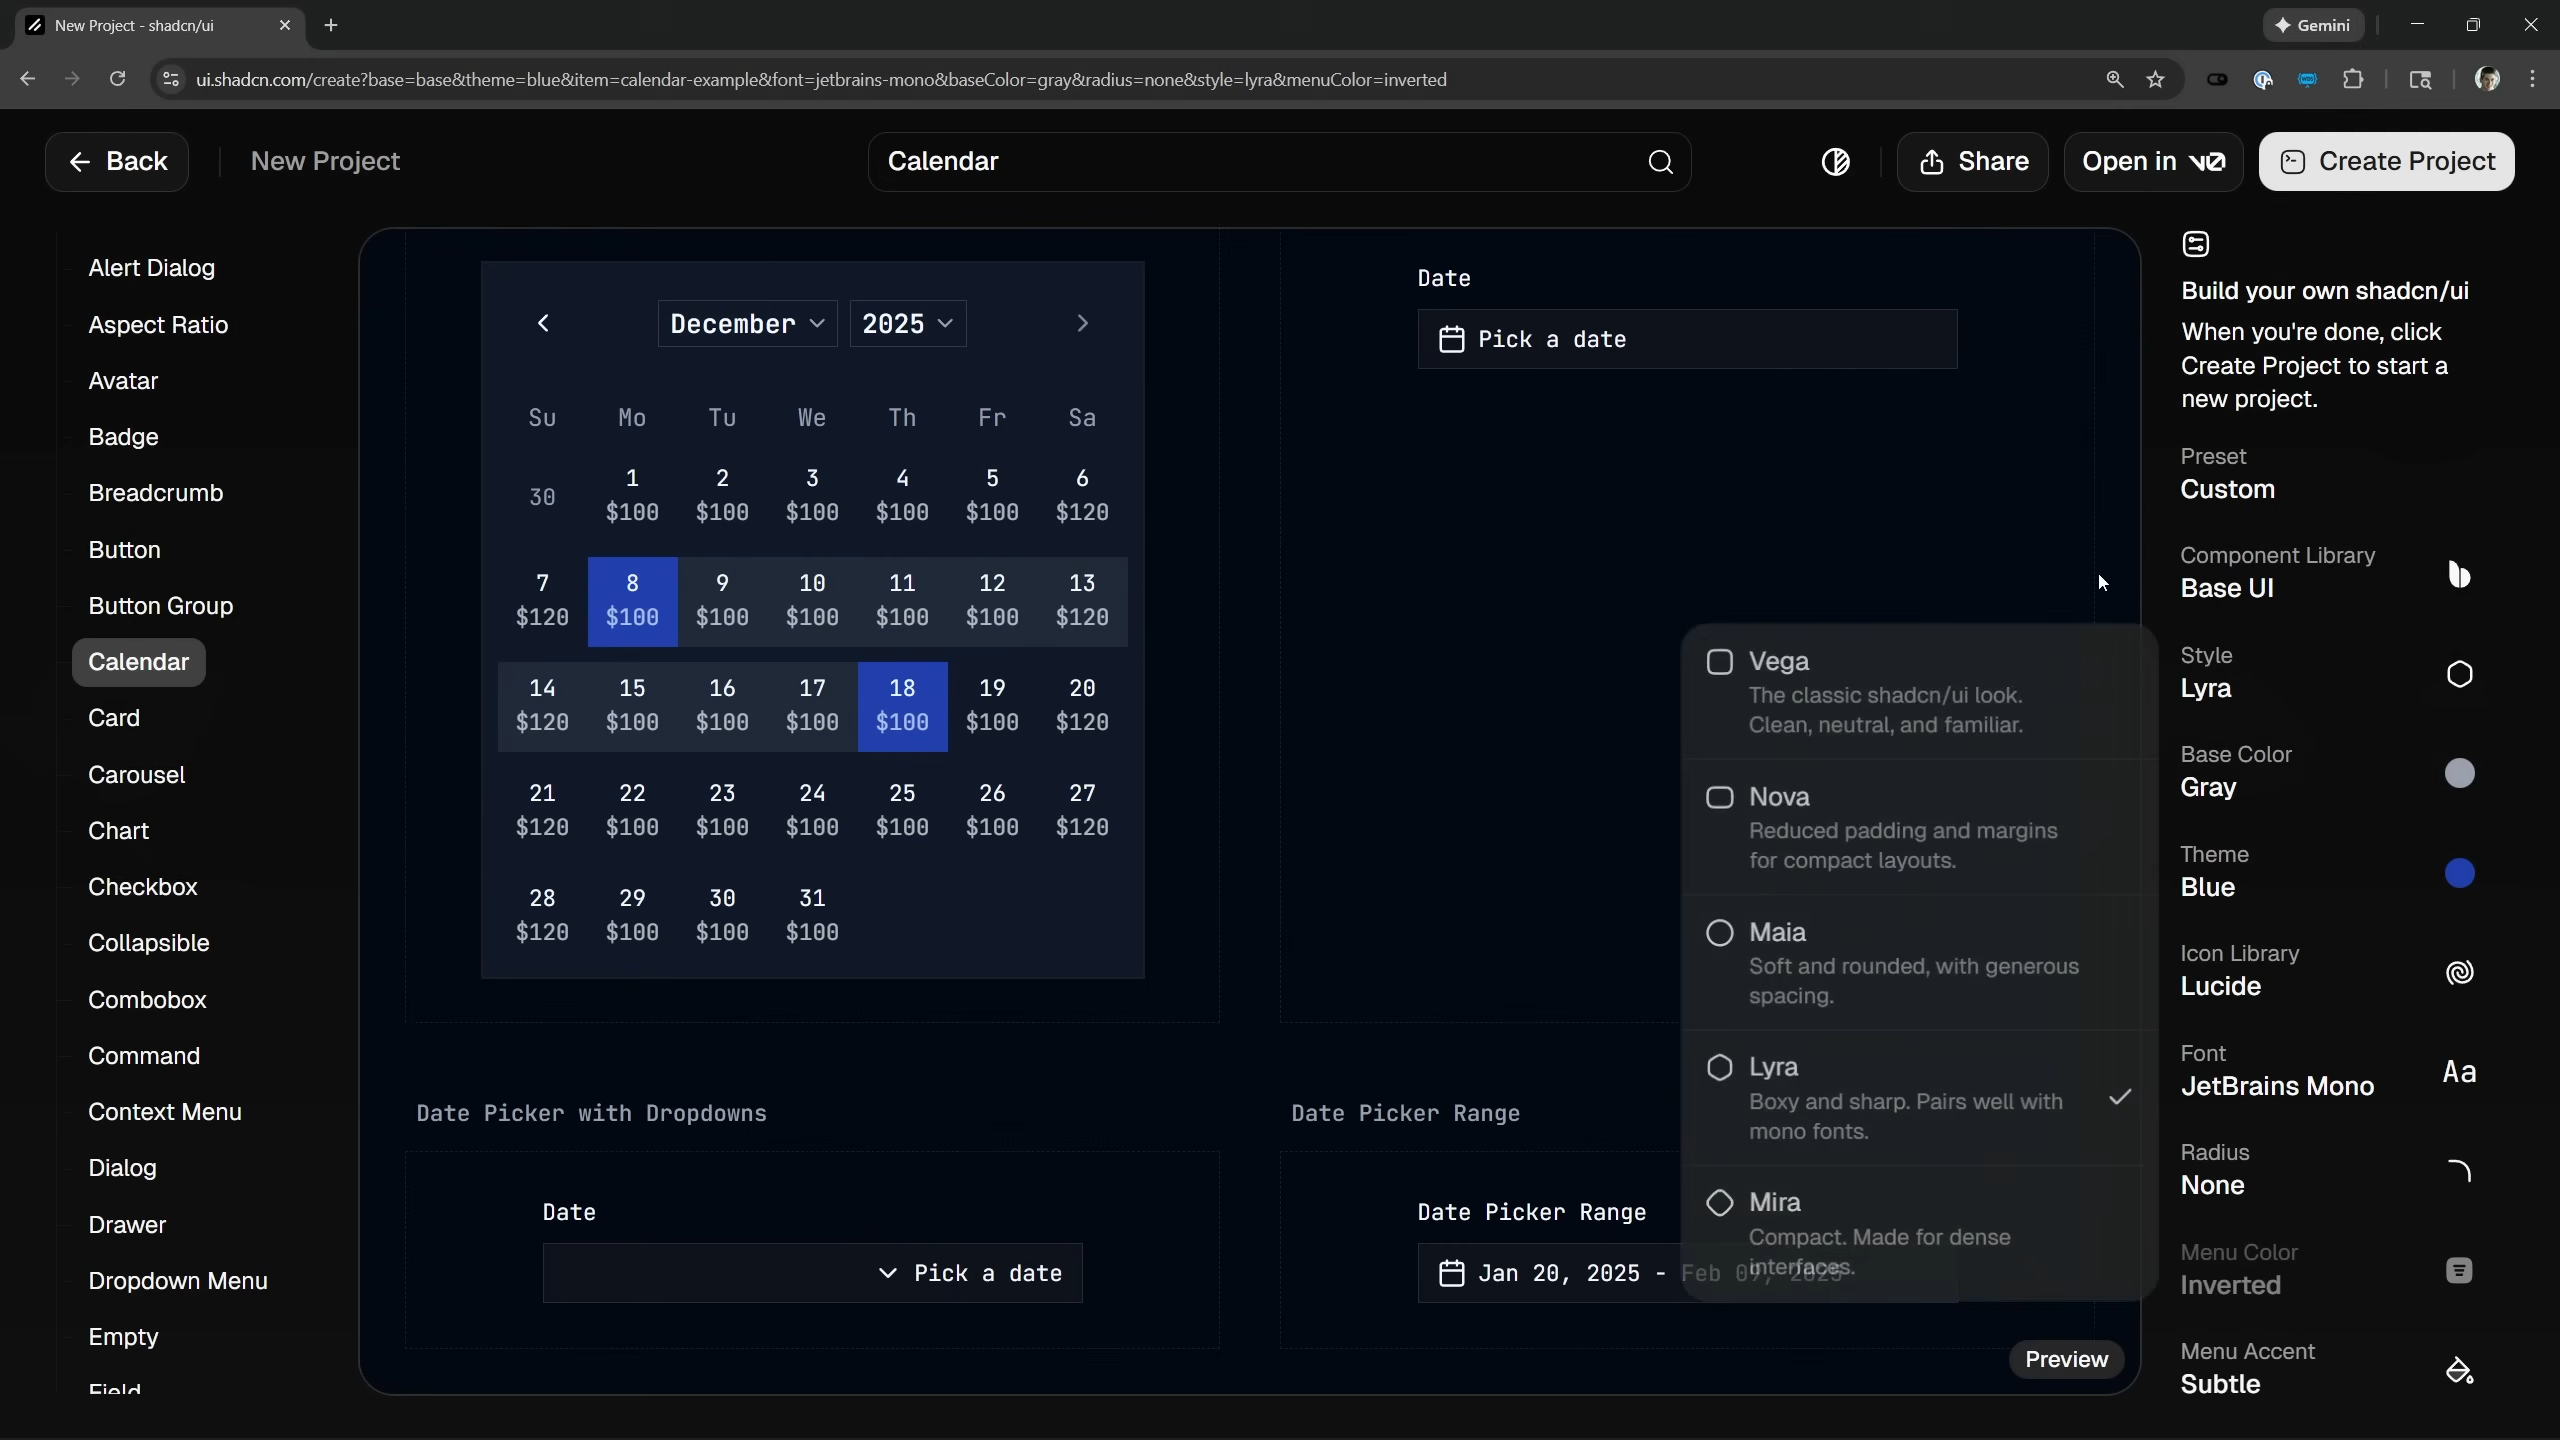 New Project - shadcn/ui
Gemini
ui.shadcn.com/create?base=base&theme=blue&item=calendar-example&font=jetbrains-mono&baseColor=gray&radius=none&style=lyra&menuColor=inverted
Back
New Project
Calendar
Share
Open in v0
Create Project
Alert Dialog
Aspect Ratio
Avatar
Badge
Breadcrumb
Button
Button Group
Calendar
Card
Carousel
Chart
Checkbox
Collapsible
Combobox
Command
Context Menu
Dialog
Drawer
Dropdown Menu
Empty
Field
December 2025
Su Mo Tu We Th Fr Sa
30 1 2 3 4 5 6
$100 $100 $100 $100 $100 $120
7 8 9 10 11 12 13
$120 $100 $100 $100 $100 $100 $120
14 15 16 17 18 19 20
$120 $100 $100 $100 $100 $100 $120
21 22 23 24 25 26 27
$120 $100 $100 $100 $100 $100 $120
28 29 30 31
$120 $100 $100 $100
Date
Pick a date
Date Picker with Dropdowns
Date
Pick a date
Date Picker Range
Date Picker Range
Jan 20, 2025 - Feb 09, 2025
Vega
The classic shadcn/ui look.
Clean, neutral, and familiar.
Nova
Reduced padding and margins
for compact layouts.
Maia
Soft and rounded, with generous
spacing.
Lyra
Boxy and sharp. Pairs well with
mono fonts.
Mira
Compact. Made for dense
interfaces.
Preview
Build your own shadcn/ui
When you're done, click
Create Project to start a
new project.
Preset
Custom
Component Library
Base UI
Style
Lyra
Base Color
Gray
Theme
Blue
Icon Library
Lucide
Font
JetBrains Mono
Aa
Radius
None
Menu Color
Inverted
Menu Accent
Subtle